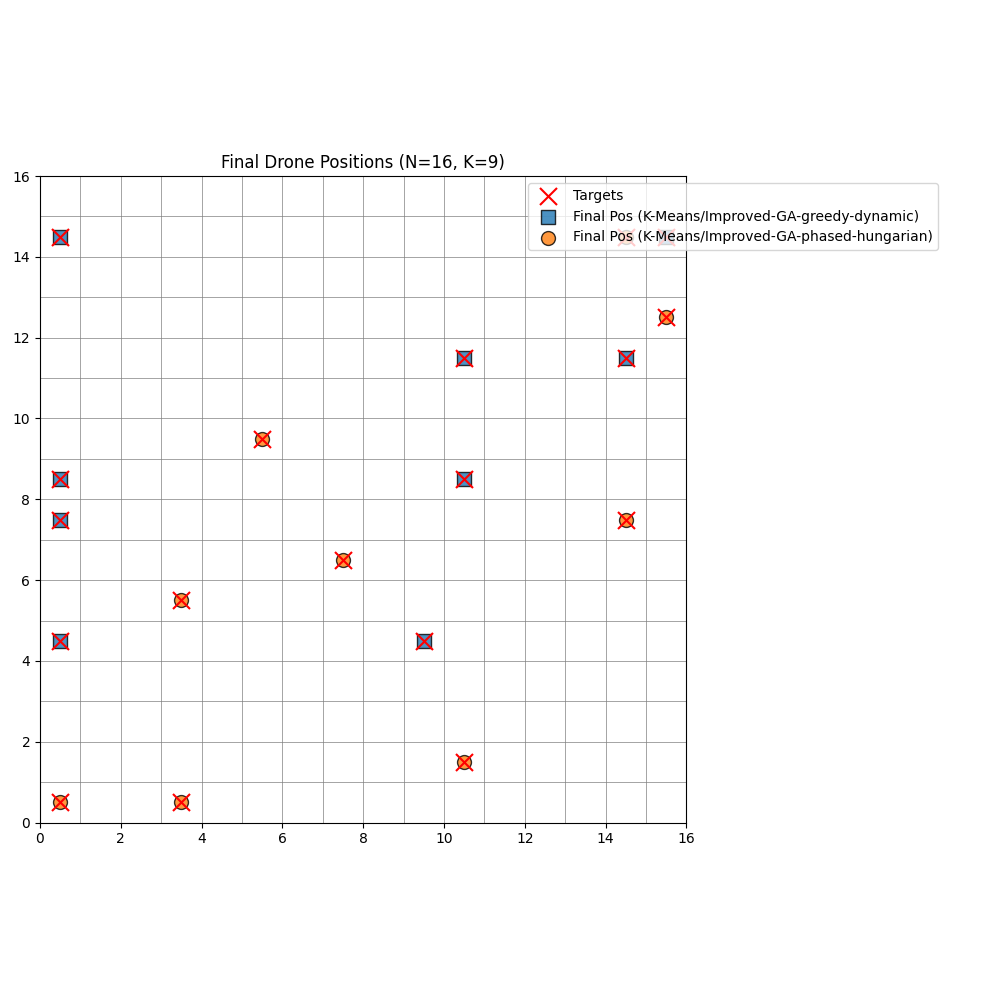 Final Drone Positions (N=16, K=9)
Targets
Final Pos (K-Means/Improved-GA-greedy-dynamic)
Final Pos (K-Means/Improved-GA-phased-hungarian)
16
14
12
10
8
6
4
2
0
0 2 4 6 8 10 12 14 16